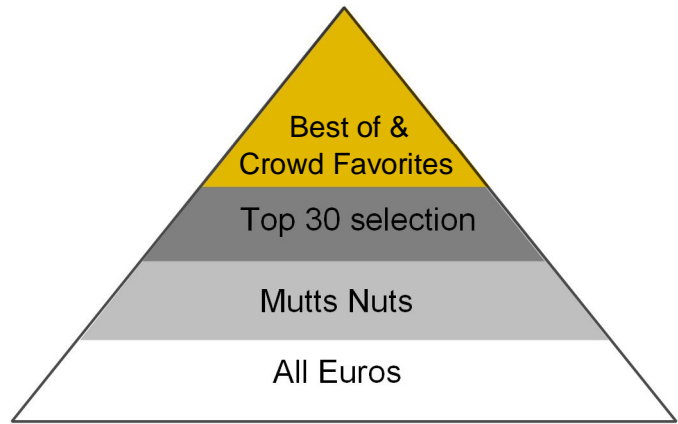 Best of &
Crowd Favorites
Top 30 selection
Mutts Nuts
All Euros